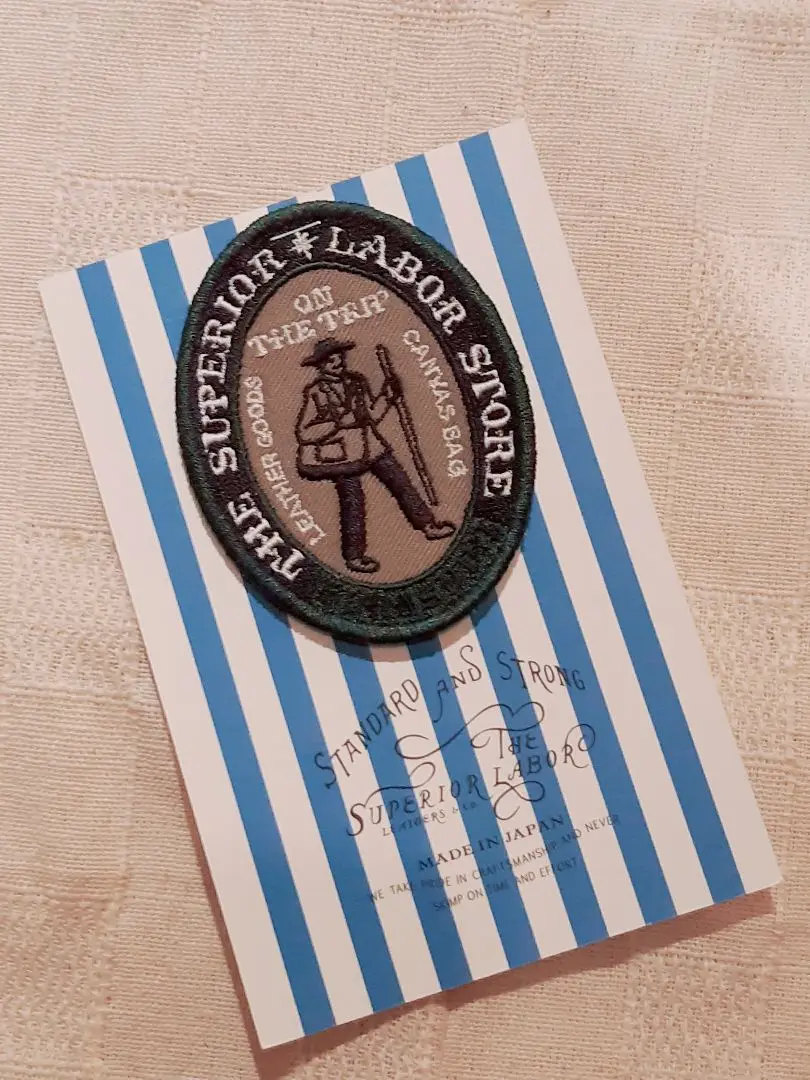 THE SUPERIOR * LABOR STORE
ON
THE TRIP
LEATHER GOODS
CANVAS BAG
STANDARD AND STRONG
THE
SUPERIOR LABOR
MADE IN JAPAN
WE TAKE PRIDE IN CRAFTSMANSHIP AND NEVER
SKIMP ON TIME AND EFFORT